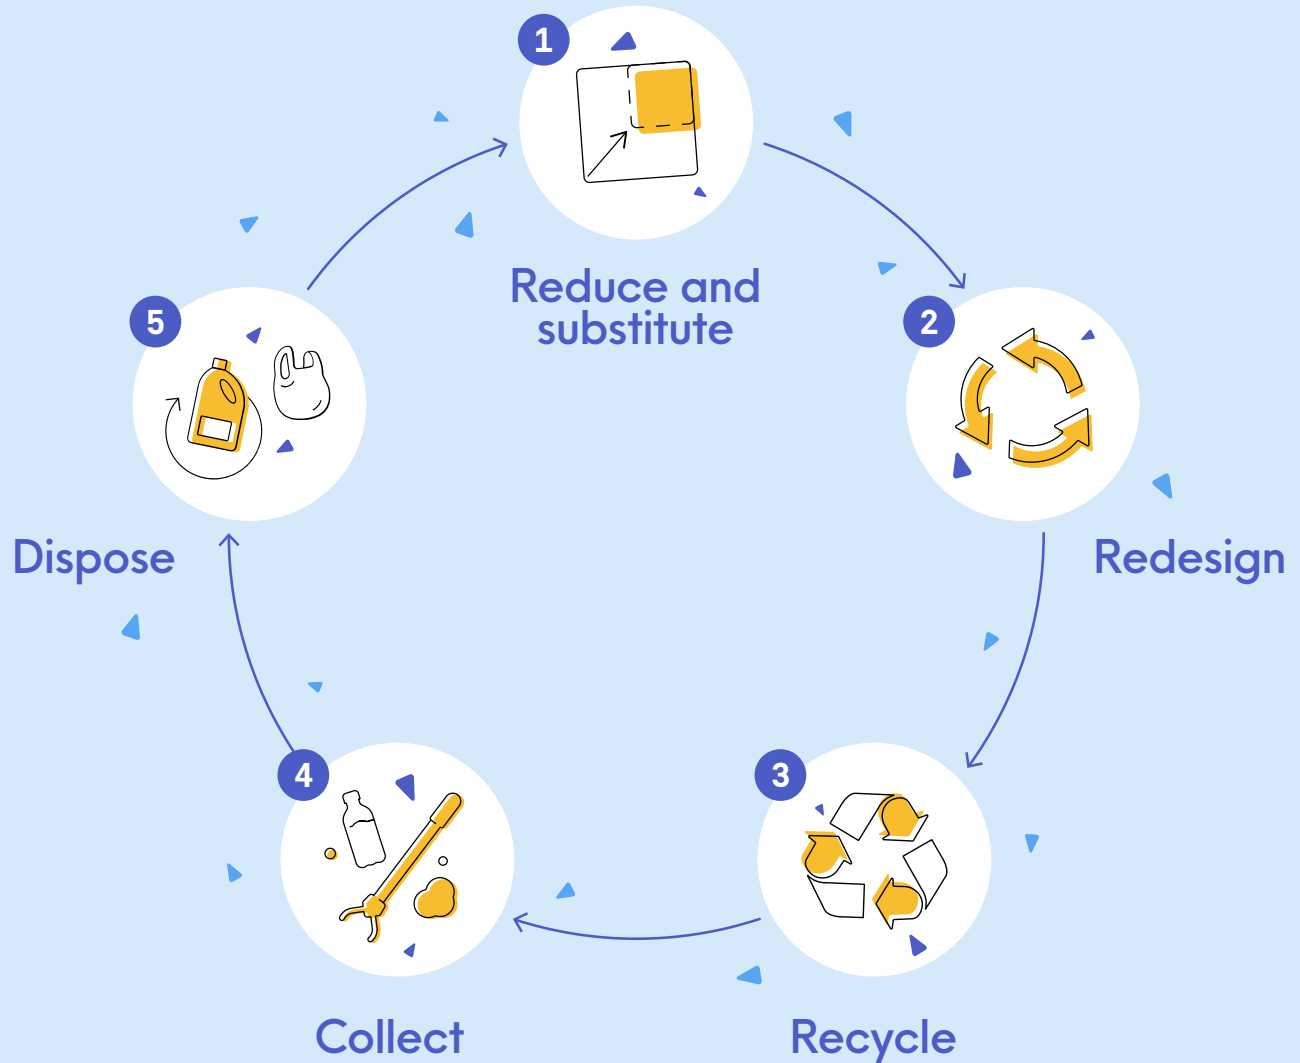 1
Reduce and
substitute
2
Redesign
3
Recycle
4
Collect
5
Dispose